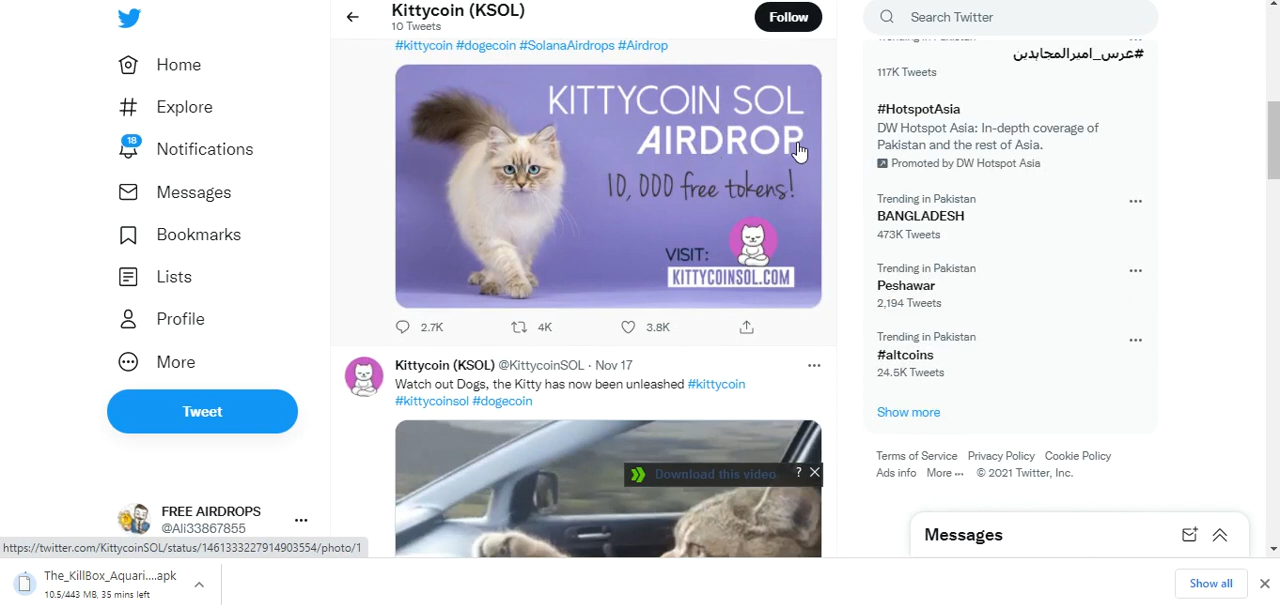 Home
Explore
18
Notifications
Messages
Bookmarks
Lists
Profile
More
Tweet
FREE AIRDROPS
@Ali33867855
Kittycoin (KSOL)
10 Tweets
Follow
#kittycoin #dogecoin #SolanaAirdrops #Airdrop
KITTYCOIN SOL
AIRDROP
10,000 free tokens!
VISIT:
KITTYCOINSOL.COM
2.7K 4K 3.8K
Kittycoin (KSOL) @KittycoinSOL · Nov 17
Watch out Dogs, the Kitty has now been unleashed #kittycoin
#kittycoinsol #dogecoin
Download this video ?
Search Twitter
Trending in Pakistan
#عرس_امیرالمجاہدین
117K Tweets
#HotspotAsia
DW Hotspot Asia: In-depth coverage of
Pakistan and the rest of Asia.
Promoted by DW Hotspot Asia
Trending in Pakistan
BANGLADESH
473K Tweets
Trending in Pakistan
Peshawar
2,194 Tweets
Trending in Pakistan
#altcoins
24.5K Tweets
Show more
Terms of Service Privacy Policy Cookie Policy
Ads info More ··· © 2021 Twitter, Inc.
Messages
https://twitter.com/KittycoinSOL/status/1461333227914903554/photo/1
The_KillBox_Aquari....apk
10.5/443 MB, 35 mins left
Show all